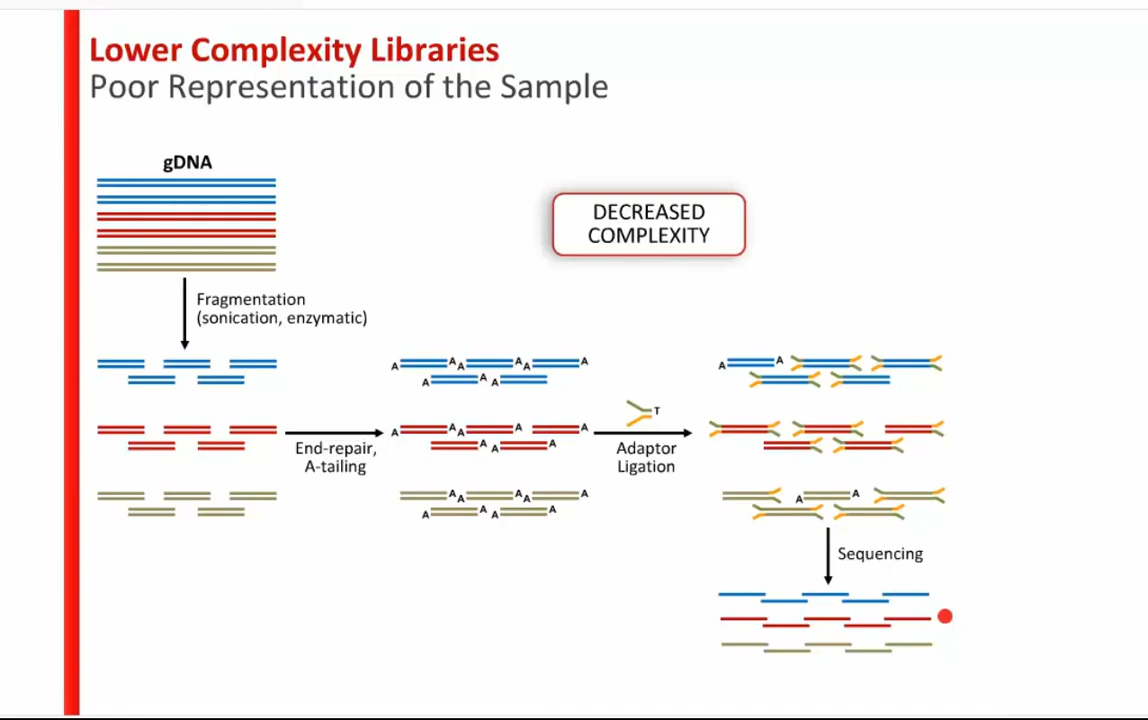 Lower Complexity Libraries
Poor Representation of the Sample
gDNA
DECREASED
COMPLEXITY
Fragmentation
(sonication, enzymatic)
A A A A A A
A A A
A A
T
A A A A A A
A A A
End-repair,
A-tailing
Adaptor
Ligation
A A A A A A
A A A A
A A
Sequencing